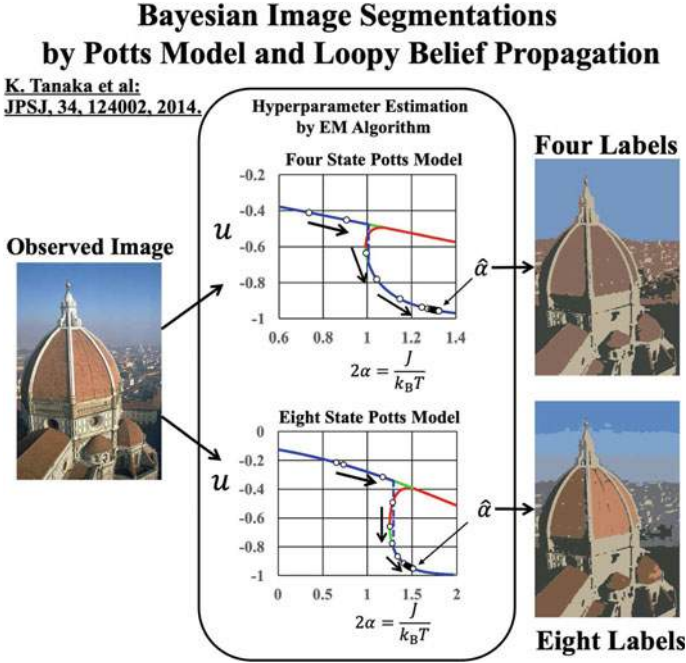 Bayesian Image Segmentations
by Potts Model and Loopy Belief Propagation
K. Tanaka et al:
JPSJ, 34, 124002, 2014.
Hyperparameter Estimation
by EM Algorithm
Four State Potts Model
-0.2
-0.4
-0.6
-0.8
-1
u
0.6 0.8 1 1.2 1.4
2α = J / k_B T
Observed Image
Four Labels
α̂
Eight State Potts Model
0
-0.2
-0.4
-0.6
-0.8
-1
u
0 0.5 1 1.5 2
2α = J / k_B T
α̂
Eight Labels